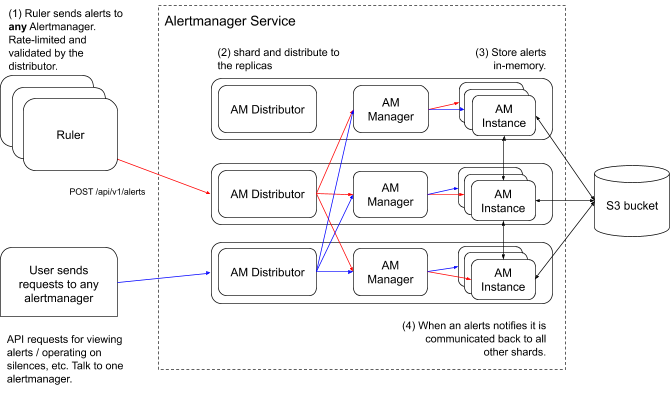 (1) Ruler sends alerts to
any Alertmanager.
Rate-limited and
validated by the
distributor.
Alertmanager Service
(2) shard and distribute to
the replicas
(3) Store alerts
in-memory.
Ruler
AM Distributor
AM
Manager
AM
Instance
POST /api/v1/alerts
AM Distributor
AM
Manager
AM
Instance
S3 bucket
User sends
requests to any
alertmanager
AM Distributor
AM
Manager
AM
Instance
(4) When an alerts notifies it is
communicated back to all
other shards.
API requests for viewing
alerts / operating on
silences, etc. Talk to one
alertmanager.